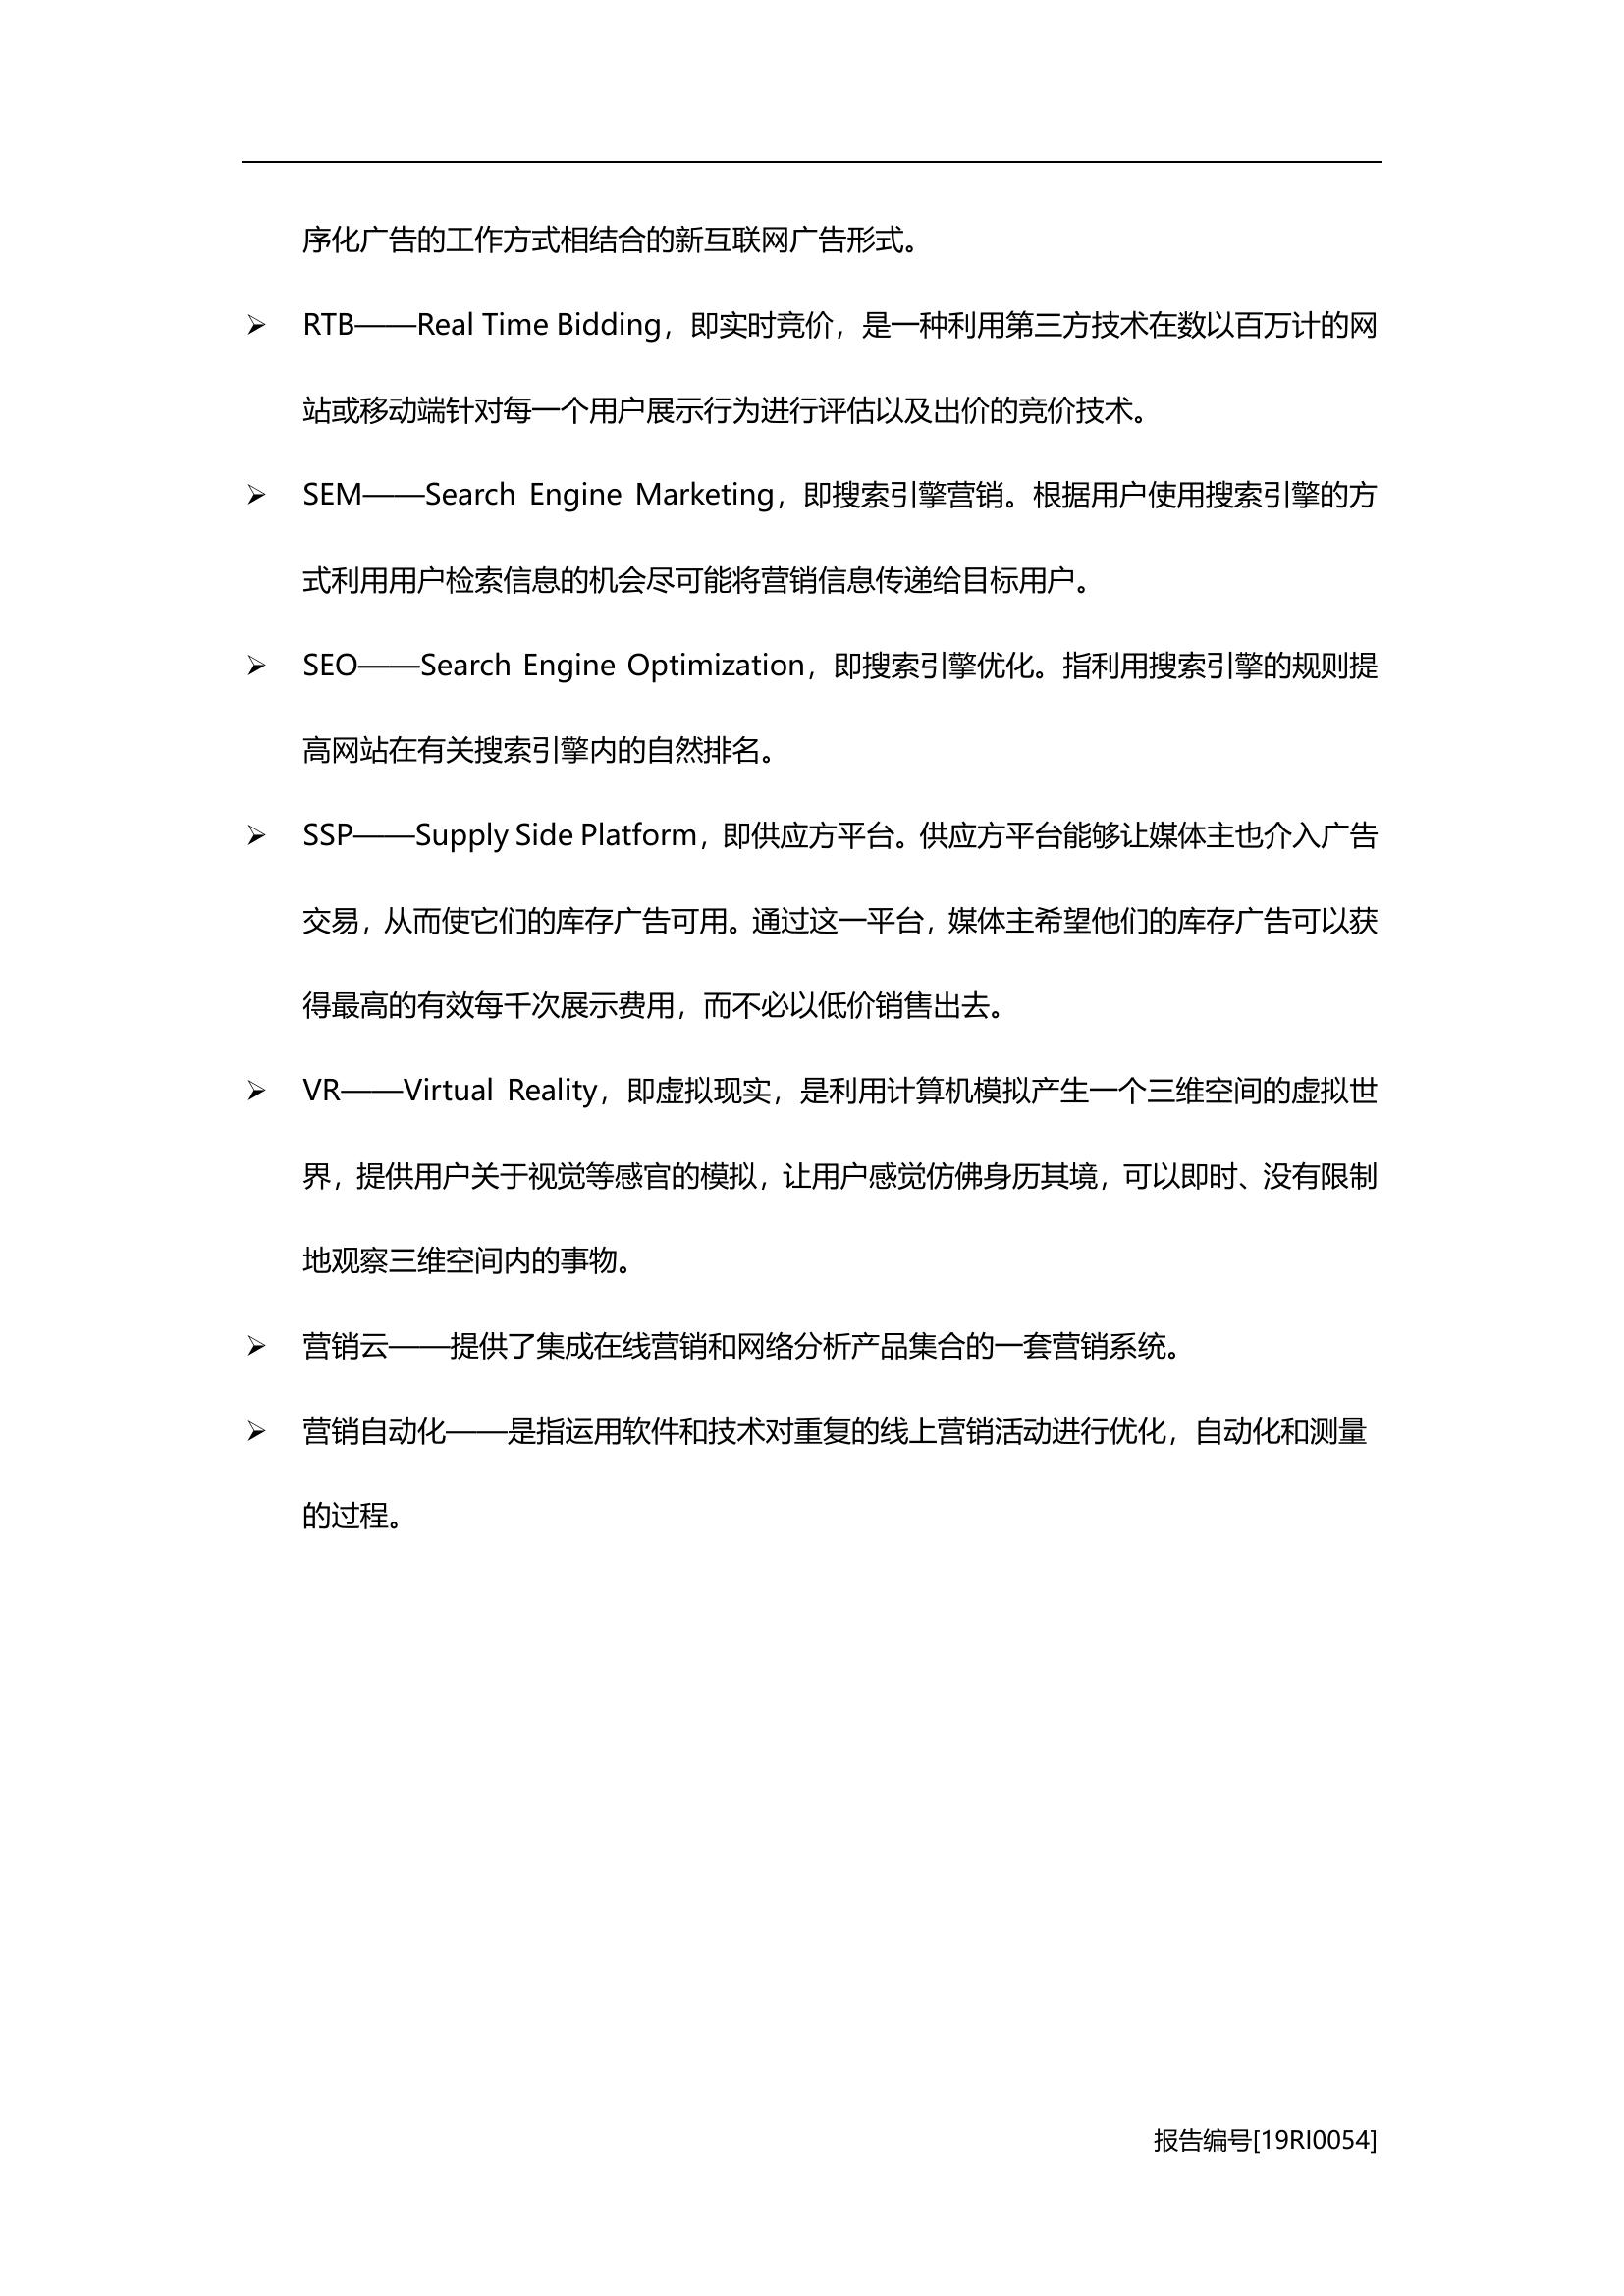 序化广告的工作方式相结合的新互联网广告形式。
➢ RTB——Real Time Bidding，即实时竞价，是一种利用第三方技术在数以百万计的网
站或移动端针对每一个用户展示行为进行评估以及出价的竞价技术。
➢ SEM——Search Engine Marketing，即搜索引擎营销。根据用户使用搜索引擎的方
式利用用户检索信息的机会尽可能将营销信息传递给目标用户。
➢ SEO——Search Engine Optimization，即搜索引擎优化。指利用搜索引擎的规则提
高网站在有关搜索引擎内的自然排名。
➢ SSP——Supply Side Platform，即供应方平台。供应方平台能够让媒体主也介入广告
交易，从而使它们的库存广告可用。通过这一平台，媒体主希望他们的库存广告可以获
得最高的有效每千次展示费用，而不必以低价销售出去。
➢ VR——Virtual Reality，即虚拟现实，是利用计算机模拟产生一个三维空间的虚拟世
界，提供用户关于视觉等感官的模拟，让用户感觉仿佛身历其境，可以即时、没有限制
地观察三维空间内的事物。
➢ 营销云——提供了集成在线营销和网络分析产品集合的一套营销系统。
➢ 营销自动化——是指运用软件和技术对重复的线上营销活动进行优化，自动化和测量
的过程。
报告编号[19RI0054]